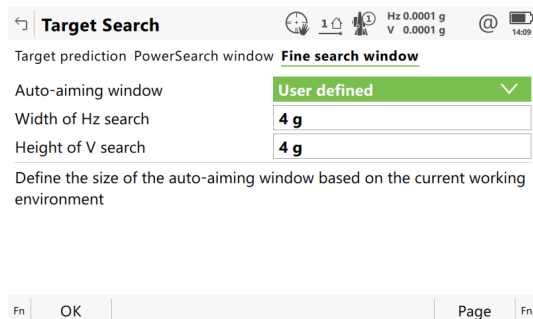 Target Search
1
1
Hz 0.0001 g
V 0.0001 g
@
14:09
Target prediction PowerSearch window Fine search window
Auto-aiming window User defined
Width of Hz search 4 g
Height of V search 4 g
Define the size of the auto-aiming window based on the current working
environment
Fn OK Page Fn